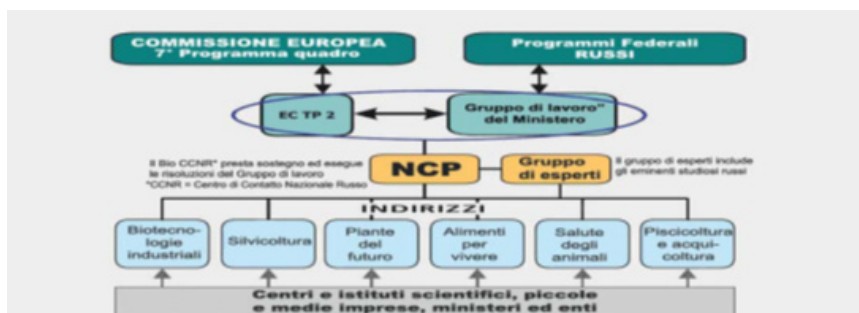 COMMISSIONE EUROPEA
7° Programma quadro
Programmi Federali
RUSSI
EC TP 2
Gruppo di lavoro"
del Ministero
Il Bio CCNR* presta sostegno ed esegue
le risoluzioni del Gruppo di lavoro
*CCNR = Centro di Contatto Nazionale Russo
NCP
Gruppo
di esperti
Il gruppo di esperti include
gli eminenti studiosi russi
INDIRIZZI
Biotecno-
logie
industriali
Silvicoltura
Piante
del
futuro
Alimenti
per
vivere
Salute
degli
animali
Piscicoltura
e acqui-
coltura
Centri e istituti scientifici, piccole
e medie imprese, ministeri ed enti